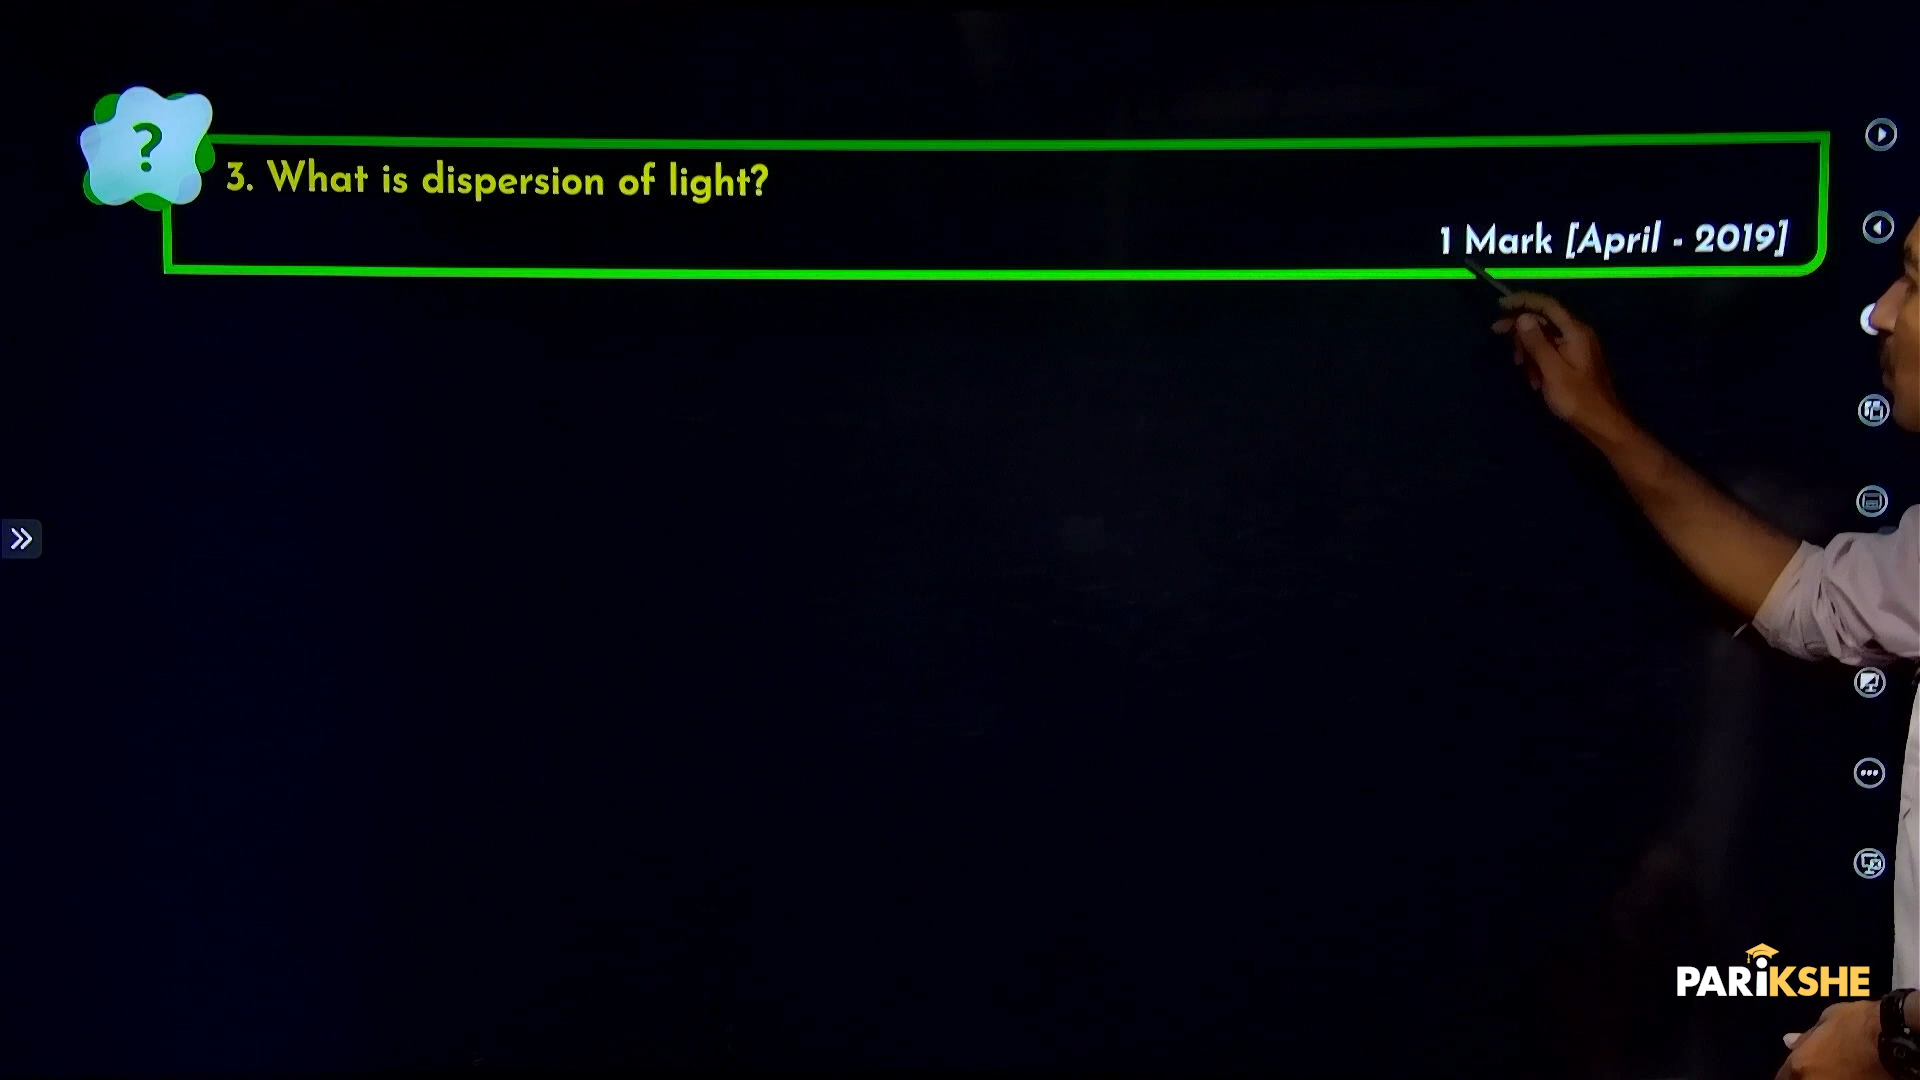 ?
3. What is dispersion of light?
1 Mark [April - 2019]
PARiKSHE